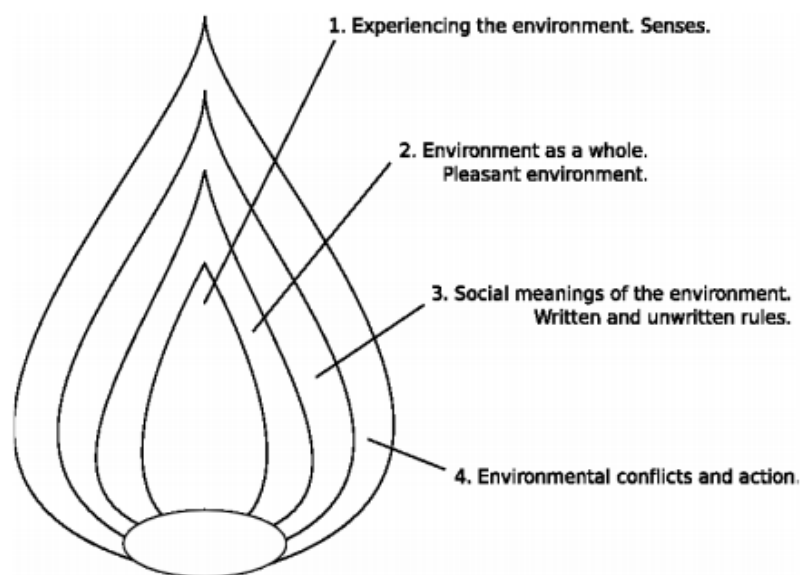 1. Experiencing the environment. Senses.
2. Environment as a whole.
Pleasant environment.
3. Social meanings of the environment.
Written and unwritten rules.
4. Environmental conflicts and action.